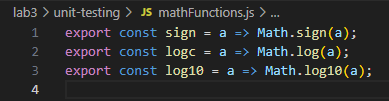 lab3 > unit-testing > JS mathFunctions.js > ...
1 export const sign = a => Math.sign(a);
2 export const logc = a => Math.log(a);
3 export const log10 = a => Math.log10(a);
4